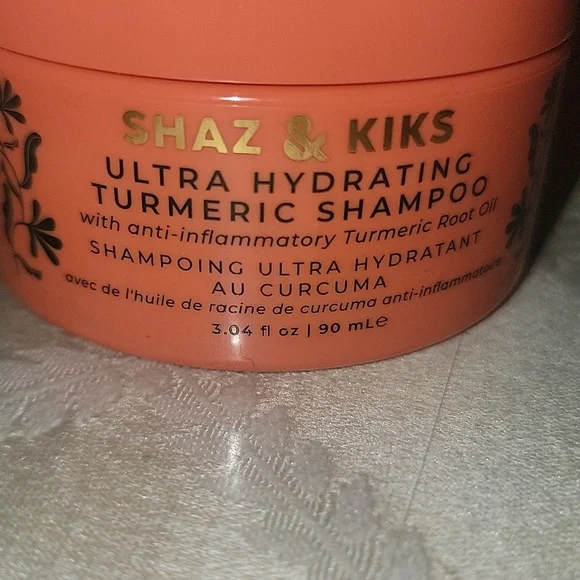 SHAZ & KIKS
ULTRA HYDRATING
TURMERIC SHAMPOO
with anti-inflammatory Turmeric Root Oil
SHAMPOING ULTRA HYDRATANT
AU CURCUMA
avec de l'huile de racine de curcuma anti-inflammatoire
3.04 fl oz | 90 mLe